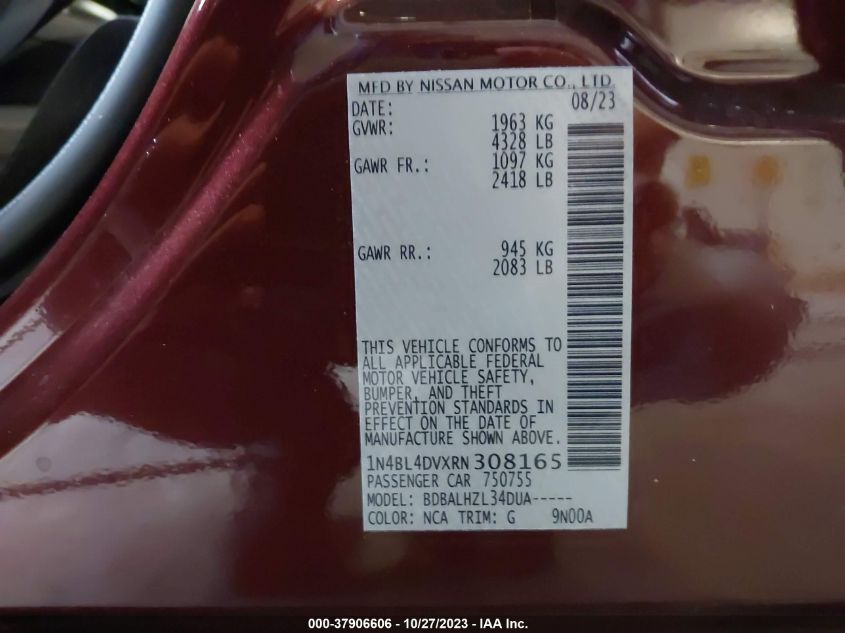 MFD BY NISSAN MOTOR CO., LTD.
DATE: 08/23
GVWR: 1963 KG
4328 LB
GAWR FR.: 1097 KG
2418 LB
GAWR RR.: 945 KG
2083 LB
THIS VEHICLE CONFORMS TO
ALL APPLICABLE FEDERAL
MOTOR VEHICLE SAFETY,
BUMPER, AND THEFT
PREVENTION STANDARDS IN
EFFECT ON THE DATE OF
MANUFACTURE SHOWN ABOVE.
1N4BL4DVXRN308165
PASSENGER CAR 750755
MODEL: BDBALHZL34DUA-----
COLOR: NCA TRIM: G 9N00A
000-37906606 - 10/27/2023 - IAA Inc.